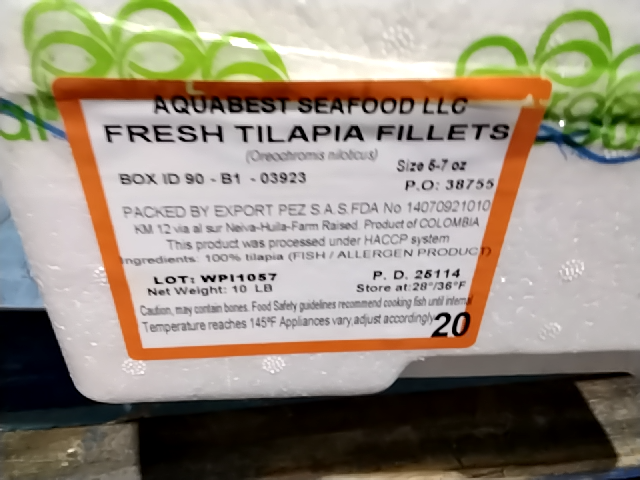 AQUABEST SEAFOOD LLC
FRESH TILAPIA FILLETS
(Oreochromis niloticus)
Size 5-7 oz
BOX ID 90 - B1 - 03923
P.O: 38755
PACKED BY EXPORT PEZ S.A.S.FDA No 14070921010
KM 12 via al sur Neiva-Huila-Farm Raised. Product of COLOMBIA
This product was processed under HACCP system
Ingredients: 100% tilapia (FISH / ALLERGEN PRODUCT)
LOT: WPI1057 P. D. 25114
Net Weight: 10 LB Store at:28°/36°F
Caution, may contain bones. Food Safety guidelines recommend cooking fish until internal
Temperature reaches 145ºF Appliances vary,adjust accordingly
20